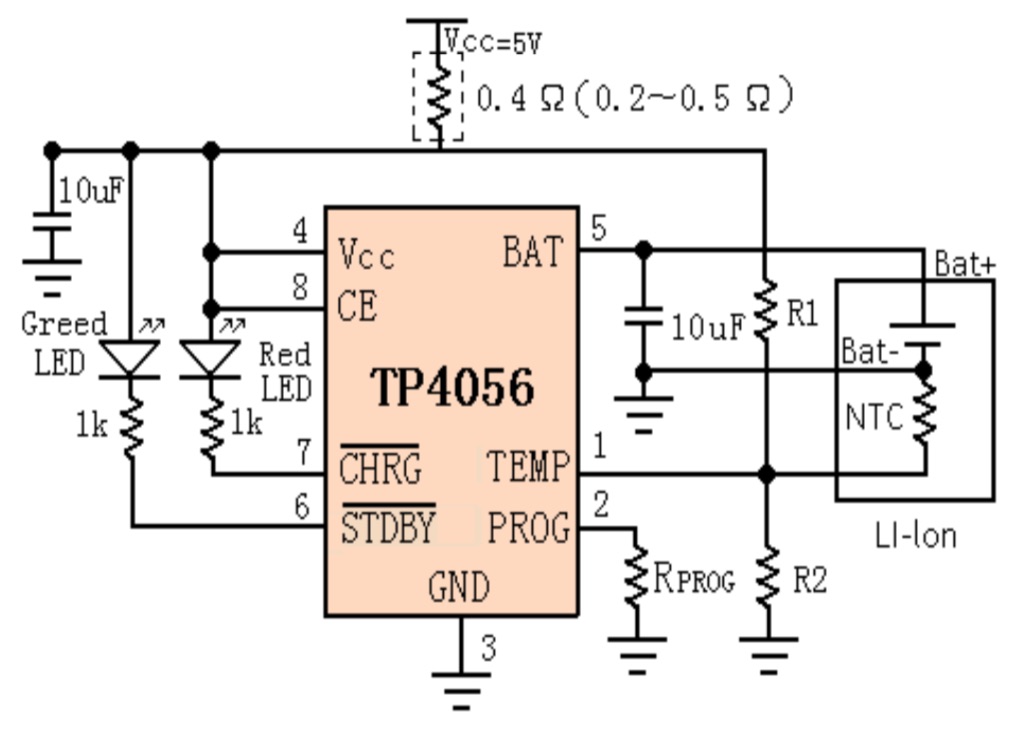 Vcc=5V
0.4 Ω(0.2~0.5 Ω)
10uF
4
Vcc
BAT
5
Bat+
8
CE
Greed
LED
Red
LED
10uF
R1
Bat-
TP4056
1k
1k
NTC
7
CHRG
TEMP
1
6
STDBY
PROG
2
LI-Ion
GND
RPROG
R2
3